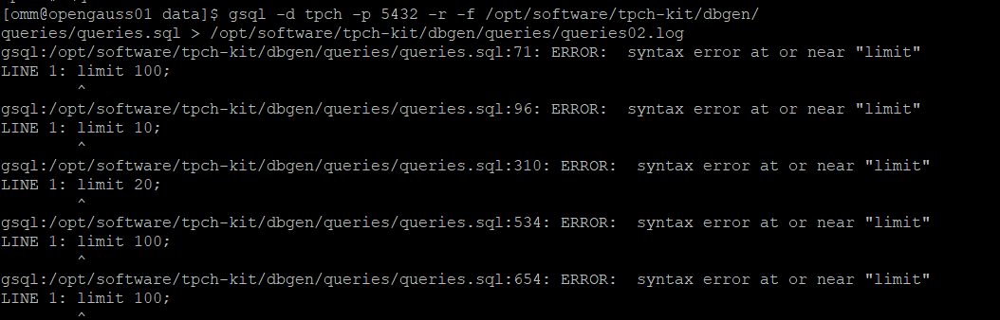 [omm@opengauss01 data]$ gsql -d tpch -p 5432 -r -f /opt/software/tpch-kit/dbgen/
queries/queries.sql > /opt/software/tpch-kit/dbgen/queries/queries02.log
gsql:/opt/software/tpch-kit/dbgen/queries/queries.sql:71: ERROR:  syntax error at or near "limit"
LINE 1: limit 100;
        ^
gsql:/opt/software/tpch-kit/dbgen/queries/queries.sql:96: ERROR:  syntax error at or near "limit"
LINE 1: limit 10;
        ^
gsql:/opt/software/tpch-kit/dbgen/queries/queries.sql:310: ERROR:  syntax error at or near "limit"
LINE 1: limit 20;
        ^
gsql:/opt/software/tpch-kit/dbgen/queries/queries.sql:534: ERROR:  syntax error at or near "limit"
LINE 1: limit 100;
        ^
gsql:/opt/software/tpch-kit/dbgen/queries/queries.sql:654: ERROR:  syntax error at or near "limit"
LINE 1: limit 100;
        ^